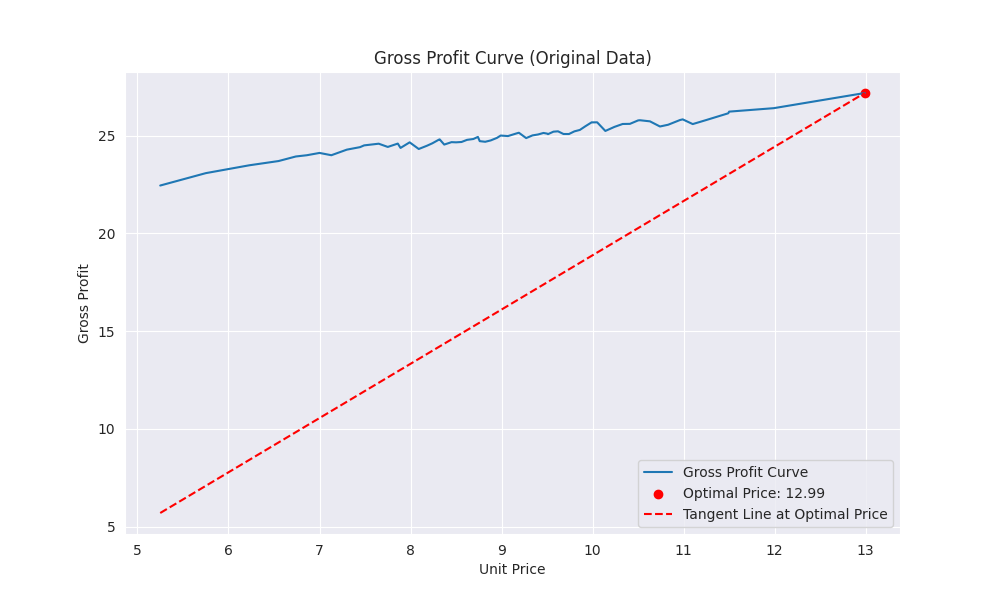 Gross Profit Curve (Original Data)
Gross Profit
25
20
15
10
5
5 6 7 8 9 10 11 12 13
Unit Price
Gross Profit Curve
Optimal Price: 12.99
Tangent Line at Optimal Price